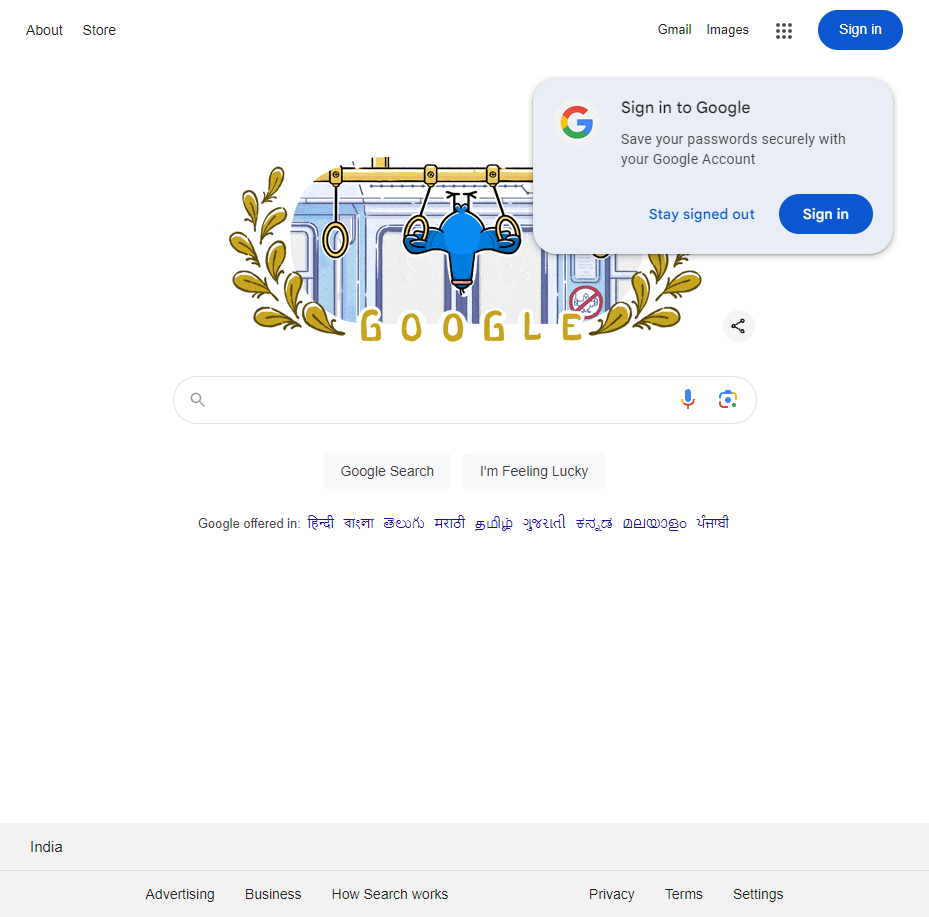 About Store Gmail Images Sign in
Sign in to Google
Save your passwords securely with
your Google Account
Stay signed out Sign in
GOOGLE
Google Search I'm Feeling Lucky
Google offered in: हिन्दी বাংলা తెలుగు मराठी தமிழ் ગુજરાતી ಕನ್ನಡ മലയാളം ਪੰਜਾਬੀ
India
Advertising Business How Search works Privacy Terms Settings